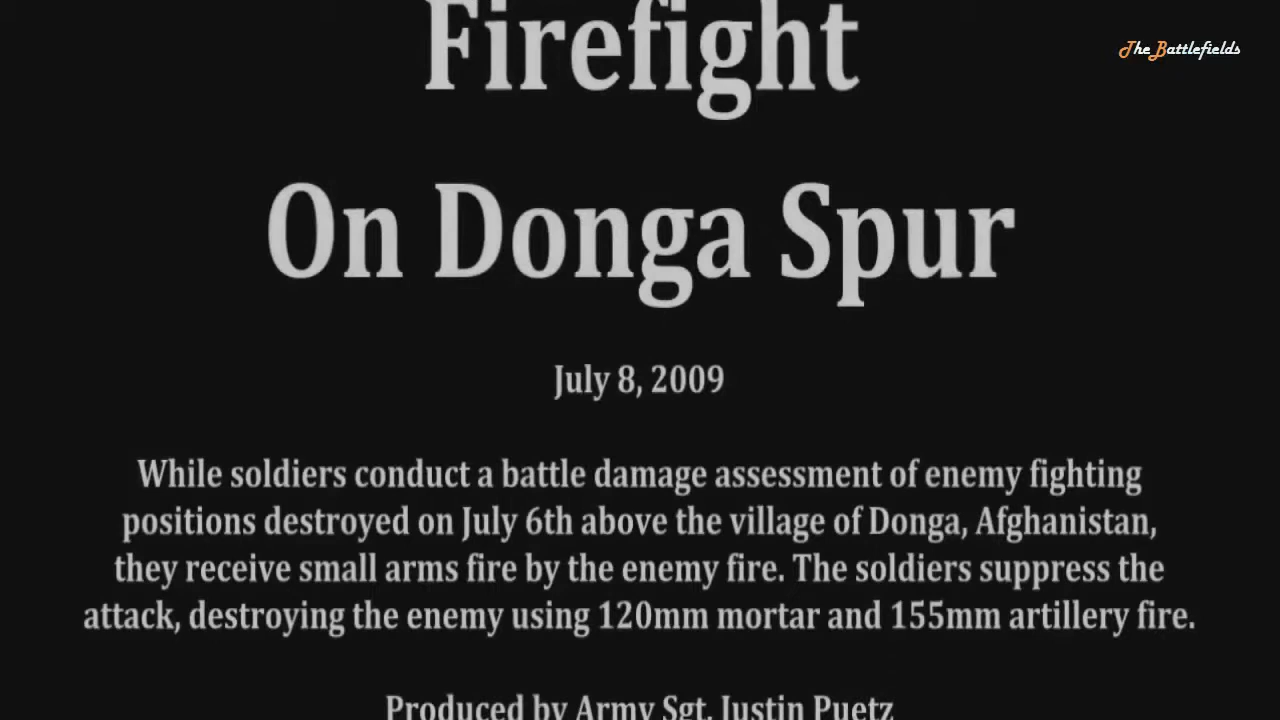 Firefight
The Battlefields
On Donga Spur
July 8, 2009
While soldiers conduct a battle damage assessment of enemy fighting
positions destroyed on July 6th above the village of Donga, Afghanistan,
they receive small arms fire by the enemy fire. The soldiers suppress the
attack, destroying the enemy using 120mm mortar and 155mm artillery fire.
Produced by Army Sgt. Justin Puetz